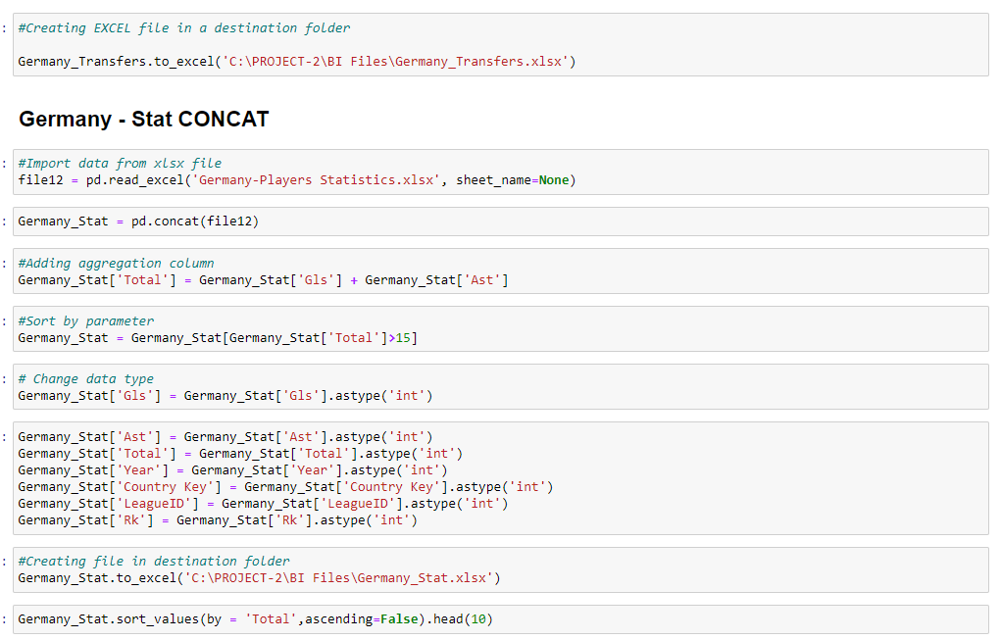 #Creating EXCEL file in a destination folder
Germany_Transfers.to_excel('C:\PROJECT-2\BI Files\Germany_Transfers.xlsx')
Germany - Stat CONCAT
#Import data from xlsx file
file12 = pd.read_excel('Germany-Players Statistics.xlsx', sheet_name=None)
Germany_Stat = pd.concat(file12)
#Adding aggregation column
Germany_Stat['Total'] = Germany_Stat['Gls'] + Germany_Stat['Ast']
#Sort by parameter
Germany_Stat = Germany_Stat[Germany_Stat['Total']>15]
# Change data type
Germany_Stat['Gls'] = Germany_Stat['Gls'].astype('int')
Germany_Stat['Ast'] = Germany_Stat['Ast'].astype('int')
Germany_Stat['Total'] = Germany_Stat['Total'].astype('int')
Germany_Stat['Year'] = Germany_Stat['Year'].astype('int')
Germany_Stat['Country Key'] = Germany_Stat['Country Key'].astype('int')
Germany_Stat['LeagueID'] = Germany_Stat['LeagueID'].astype('int')
Germany_Stat['Rk'] = Germany_Stat['Rk'].astype('int')
#Creating file in destination folder
Germany_Stat.to_excel('C:\PROJECT-2\BI Files\Germany_Stat.xlsx')
Germany_Stat.sort_values(by = 'Total',ascending=False).head(10)